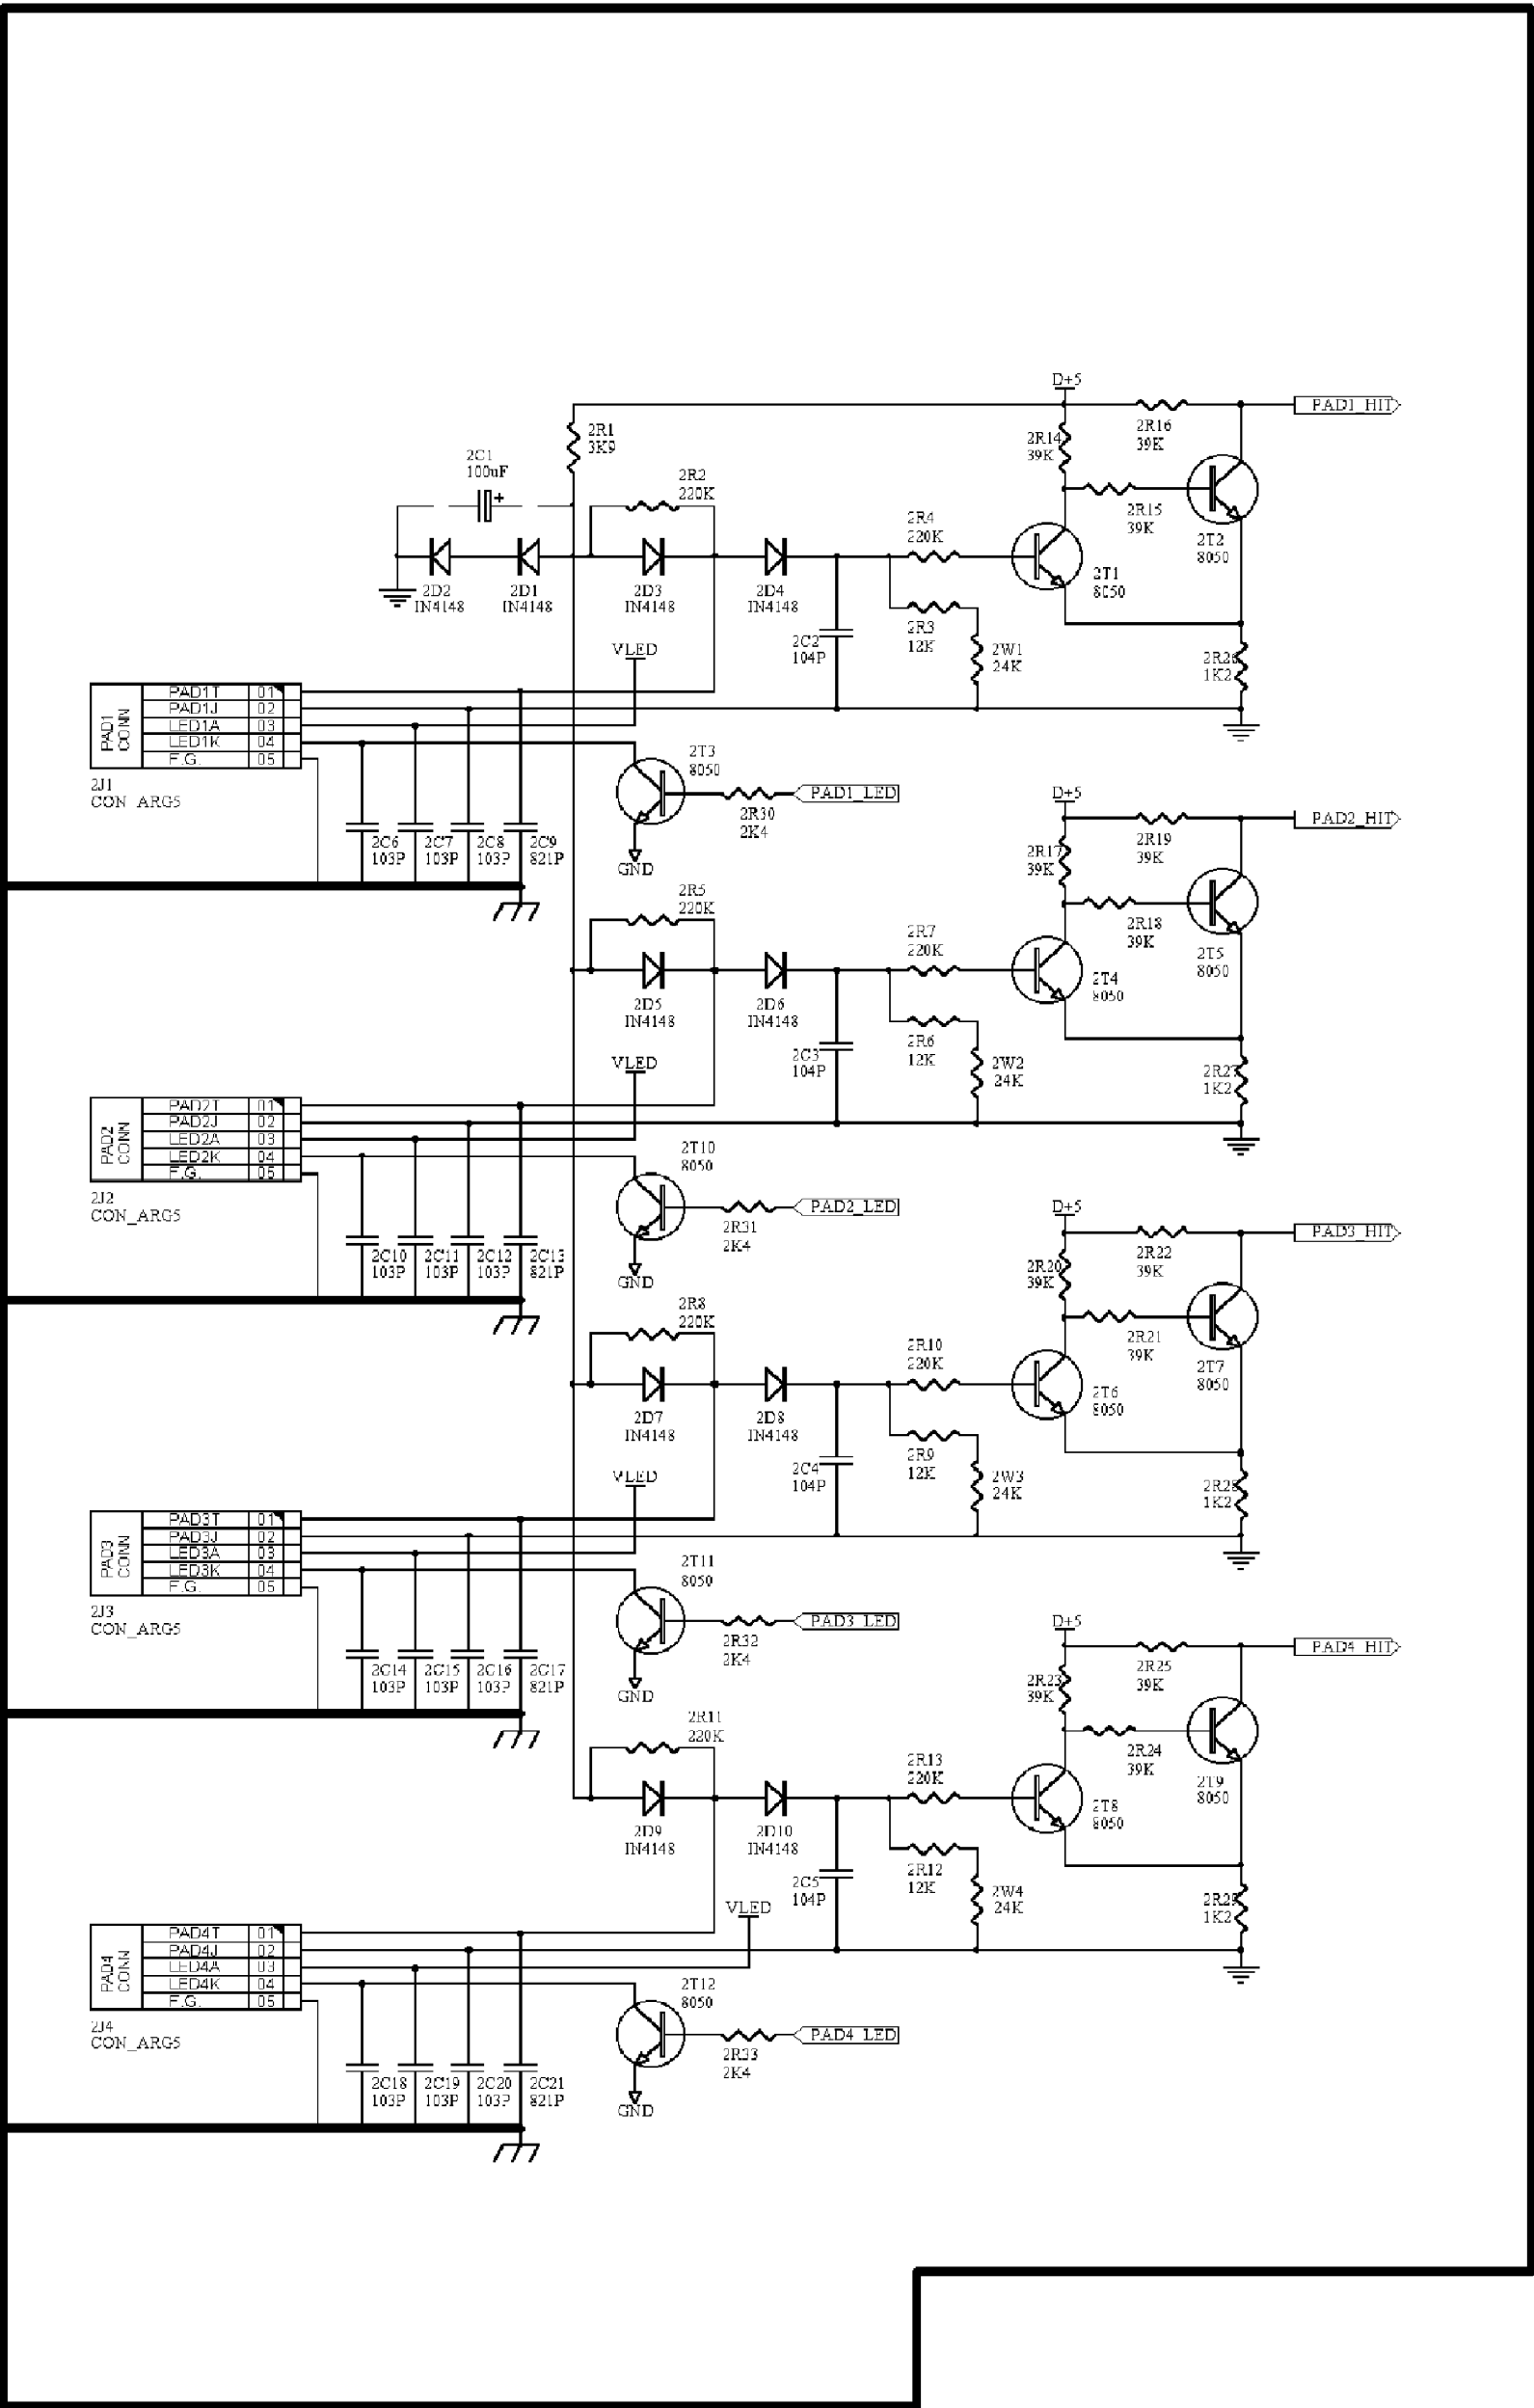 D+5
PAD1_HIT
2R16
39K
2R1
3K9
2R14
39K
2C1
100uF
+
2R2
220K
2R15
39K
2R4
220K
2T2
8050
2T1
8050
2D2
IN4148
2D1
IN4148
2D3
IN4148
2D4
IN4148
2R3
12K
2C2
104P
2W1
24K
VLED
2R26
1K2
PAD1
CONN
PAD1T 01
PAD1J 02
LED1A 03
LED1K 04
F.G. 05
2J1
CON_ARG5
2T3
8050
PAD1_LED
2R30
2K4
2C6
103P
2C7
103P
2C8
103P
2C9
821P
GND
D+5
PAD2_HIT
2R19
39K
2R17
39K
2R5
220K
2R18
39K
2R7
220K
2T5
8050
2T4
8050
2D5
IN4148
2D6
IN4148
2R6
12K
2C3
104P
2W2
24K
VLED
2R27
1K2
PAD2
CONN
PAD2T 01
PAD2J 02
LED2A 03
LED2K 04
F.G. 05
2J2
CON_ARG5
2T10
8050
PAD2_LED
2R31
2K4
2C10
103P
2C11
103P
2C12
103P
2C13
821P
GND
D+5
PAD3_HIT
2R22
39K
2R20
39K
2R8
220K
2R21
39K
2R10
220K
2T7
8050
2T6
8050
2D7
IN4148
2D8
IN4148
2R9
12K
2C4
104P
2W3
24K
VLED
2R28
1K2
PAD3
CONN
PAD3T 01
PAD3J 02
LED3A 03
LED3K 04
F.G. 05
2J3
CON_ARG5
2T11
8050
PAD3_LED
2R32
2K4
2C14
103P
2C15
103P
2C16
103P
2C17
821P
GND
D+5
PAD4_HIT
2R25
39K
2R23
39K
2R11
220K
2R24
39K
2R13
220K
2T9
8050
2T8
8050
2D9
IN4148
2D10
IN4148
2R12
12K
2C5
104P
2W4
24K
VLED
2R29
1K2
PAD4
CONN
PAD4T 01
PAD4J 02
LED4A 03
LED4K 04
F.G. 05
2J4
CON_ARG5
2T12
8050
PAD4_LED
2R33
2K4
2C18
103P
2C19
103P
2C20
103P
2C21
821P
GND